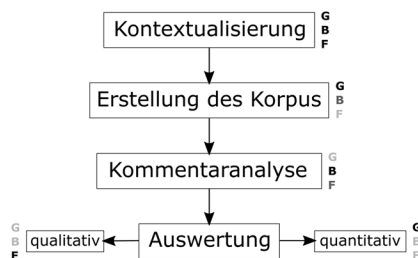 Kontextualisierung
G
B
F
Erstellung des Korpus
G
B
F
Kommentaranalyse
G
B
F
G
B
F
qualitativ
Auswertung
quantitativ
G
B
F